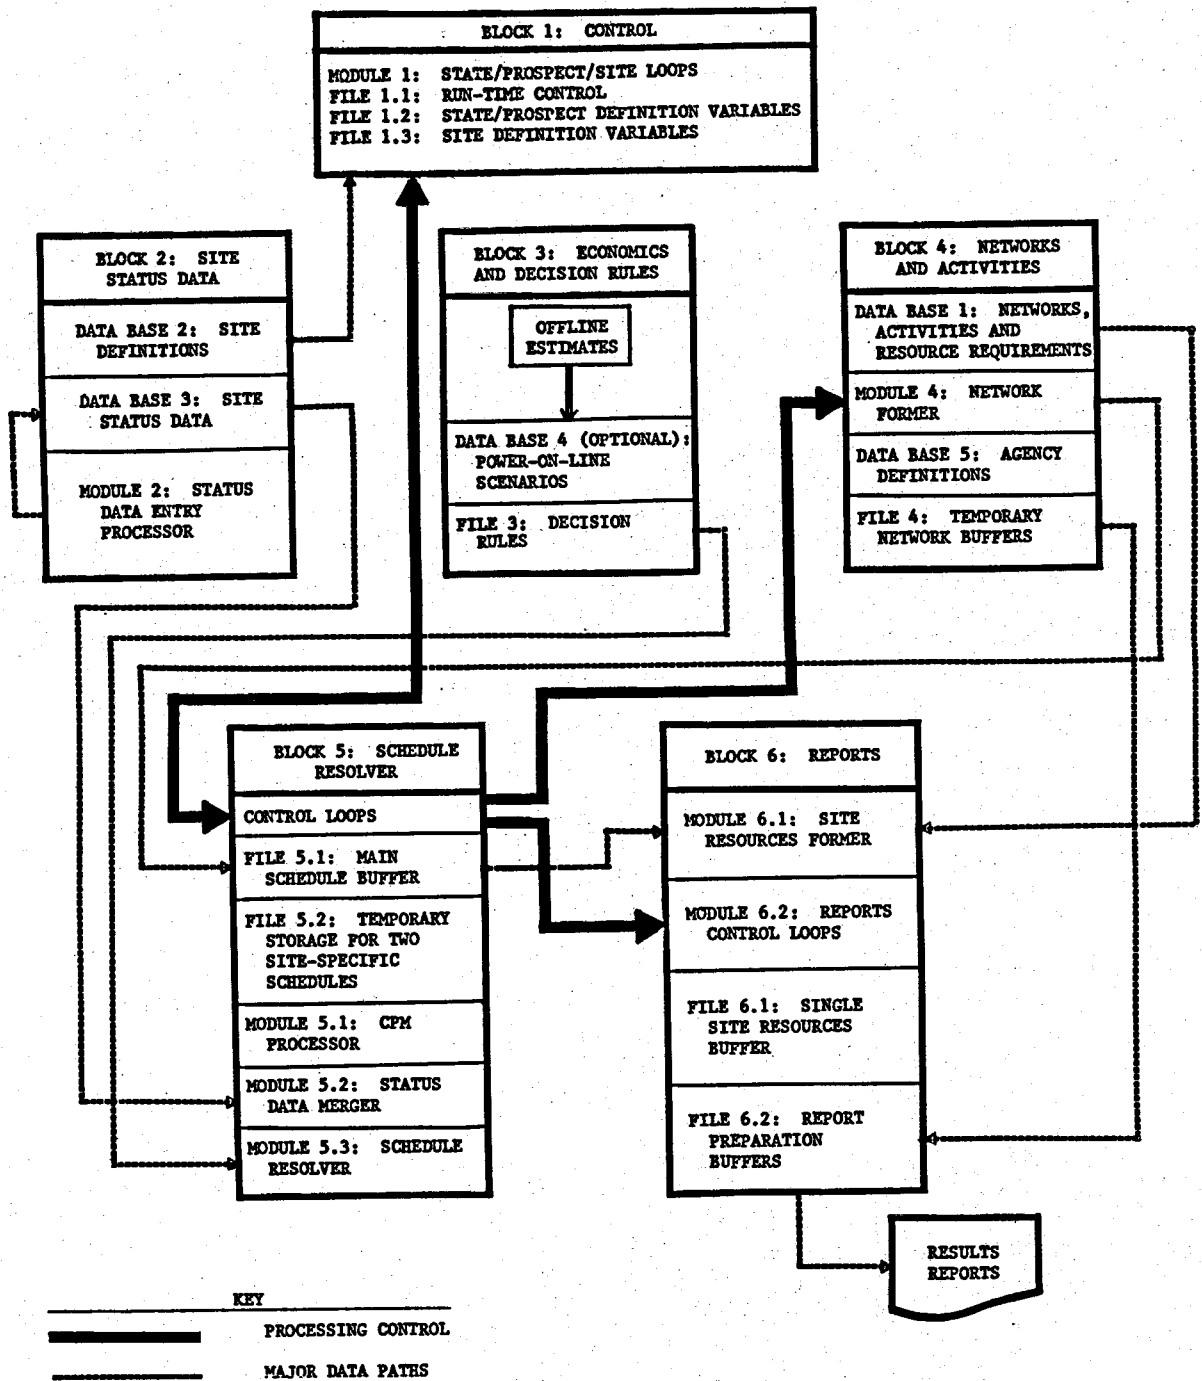 BLOCK 1: CONTROL
MODULE 1: STATE/PROSPECT/SITE LOOPS
FILE 1.1: RUN-TIME CONTROL
FILE 1.2: STATE/PROSPECT DEFINITION VARIABLES
FILE 1.3: SITE DEFINITION VARIABLES
BLOCK 2: SITE
STATUS DATA
DATA BASE 2: SITE
DEFINITIONS
DATA BASE 3: SITE
STATUS DATA
MODULE 2: STATUS
DATA ENTRY
PROCESSOR
BLOCK 3: ECONOMICS
AND DECISION RULES
OFFLINE
ESTIMATES
DATA BASE 4 (OPTIONAL):
POWER-ON-LINE
SCENARIOS
FILE 3: DECISION
RULES
BLOCK 4: NETWORKS
AND ACTIVITIES
DATA BASE 1: NETWORKS,
ACTIVITIES AND
RESOURCE REQUIREMENTS
MODULE 4: NETWORK
FORMER
DATA BASE 5: AGENCY
DEFINITIONS
FILE 4: TEMPORARY
NETWORK BUFFERS
BLOCK 5: SCHEDULE
RESOLVER
CONTROL LOOPS
FILE 5.1: MAIN
SCHEDULE BUFFER
FILE 5.2: TEMPORARY
STORAGE FOR TWO
SITE-SPECIFIC
SCHEDULES
MODULE 5.1: CPM
PROCESSOR
MODULE 5.2: STATUS
DATA MERGER
MODULE 5.3: SCHEDULE
RESOLVER
BLOCK 6: REPORTS
MODULE 6.1: SITE
RESOURCES FORMER
MODULE 6.2: REPORTS
CONTROL LOOPS
FILE 6.1: SINGLE
SITE RESOURCES
BUFFER
FILE 6.2: REPORT
PREPARATION
BUFFERS
RESULTS
REPORTS
KEY
PROCESSING CONTROL
MAJOR DATA PATHS